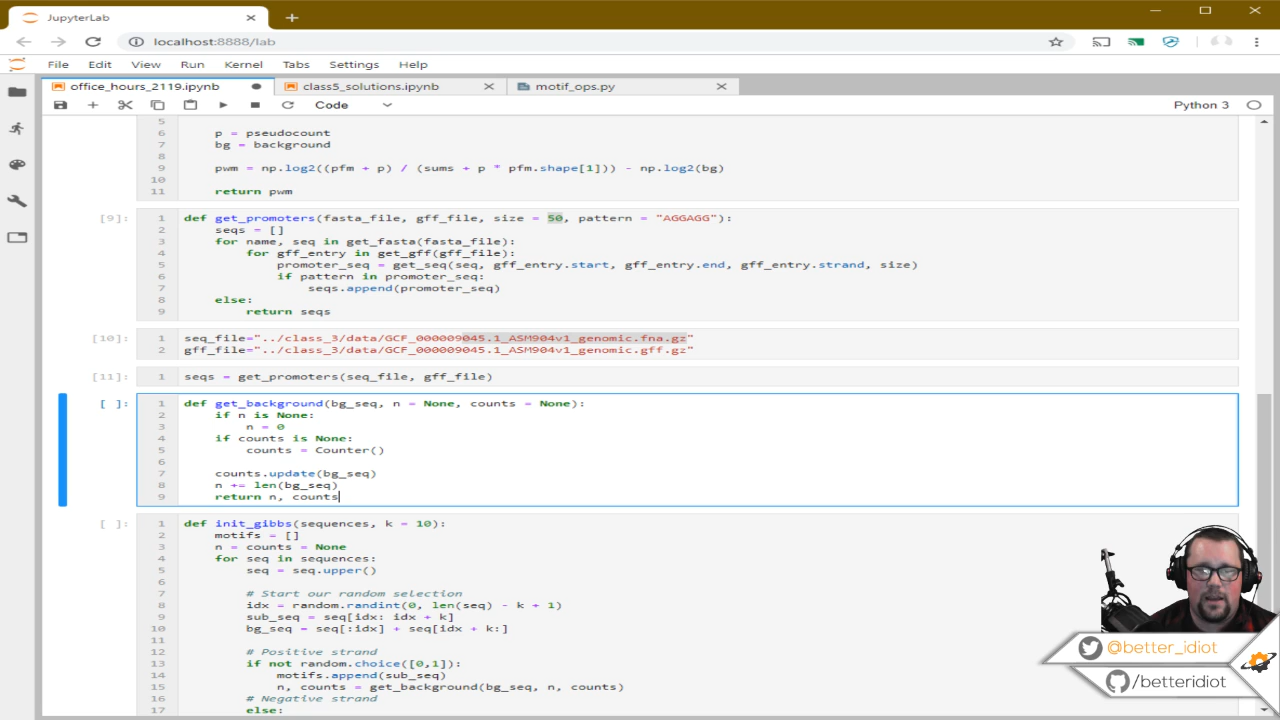 JupyterLab
localhost:8888/lab
File Edit View Run Kernel Tabs Settings Help
office_hours_2119.ipynb class5_solutions.ipynb motif_ops.py
Code Python 3
5
6 p = pseudocount
7 bg = background
8
9 pwm = np.log2((pfm + p) / (sums + p * pfm.shape[1])) - np.log2(bg)
10
11 return pwm
[9]: 1 def get_promoters(fasta_file, gff_file, size = 50, pattern = "AGGAGG"):
2 seqs = []
3 for name, seq in get_fasta(fasta_file):
4 for gff_entry in get_gff(gff_file):
5 promoter_seq = get_seq(seq, gff_entry.start, gff_entry.end, gff_entry.strand, size)
6 if pattern in promoter_seq:
7 seqs.append(promoter_seq)
8 else:
9 return seqs
[10]: 1 seq_file="../class_3/data/GCF_000009045.1_ASM904v1_genomic.fna.gz"
2 gff_file="../class_3/data/GCF_000009045.1_ASM904v1_genomic.gff.gz"
[11]: 1 seqs = get_promoters(seq_file, gff_file)
[ ]: 1 def get_background(bg_seq, n = None, counts = None):
2 if n is None:
3 n = 0
4 if counts is None:
5 counts = Counter()
6
7 counts.update(bg_seq)
8 n += len(bg_seq)
9 return n, counts
[ ]: 1 def init_gibbs(sequences, k = 10):
2 motifs = []
3 n = counts = None
4 for seq in sequences:
5 seq = seq.upper()
6
7 # Start our random selection
8 idx = random.randint(0, len(seq) - k + 1)
9 sub_seq = seq[idx: idx + k]
10 bg_seq = seq[:idx] + seq[idx + k:]
11
12 # Positive strand
13 if not random.choice([0,1]):
14 motifs.append(sub_seq)
15 n, counts = get_background(bg_seq, n, counts)
16 # Negative strand
17 else:
@better_idiot
/betteridiot